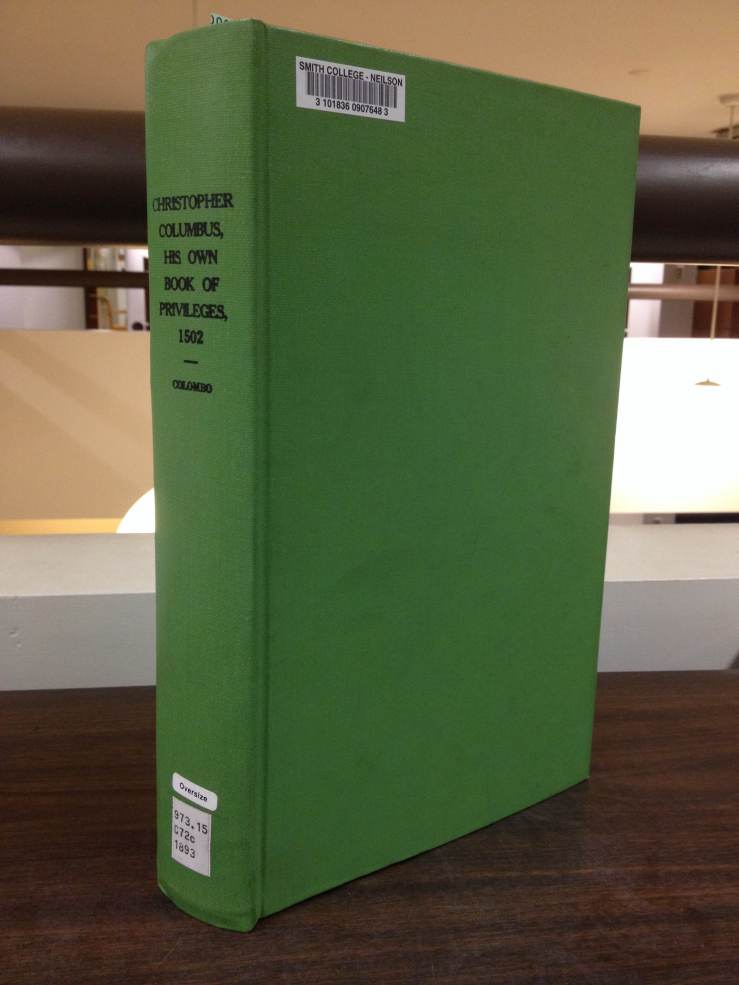 CHRISTOPHER
COLUMBUS,
HIS OWN
BOOK OF
PRIVILEGES,
1502
—
COLOMBO
SMITH COLLEGE - NEILSON
3 101836 0907648 3
Oversize
973.15
C72c
1893